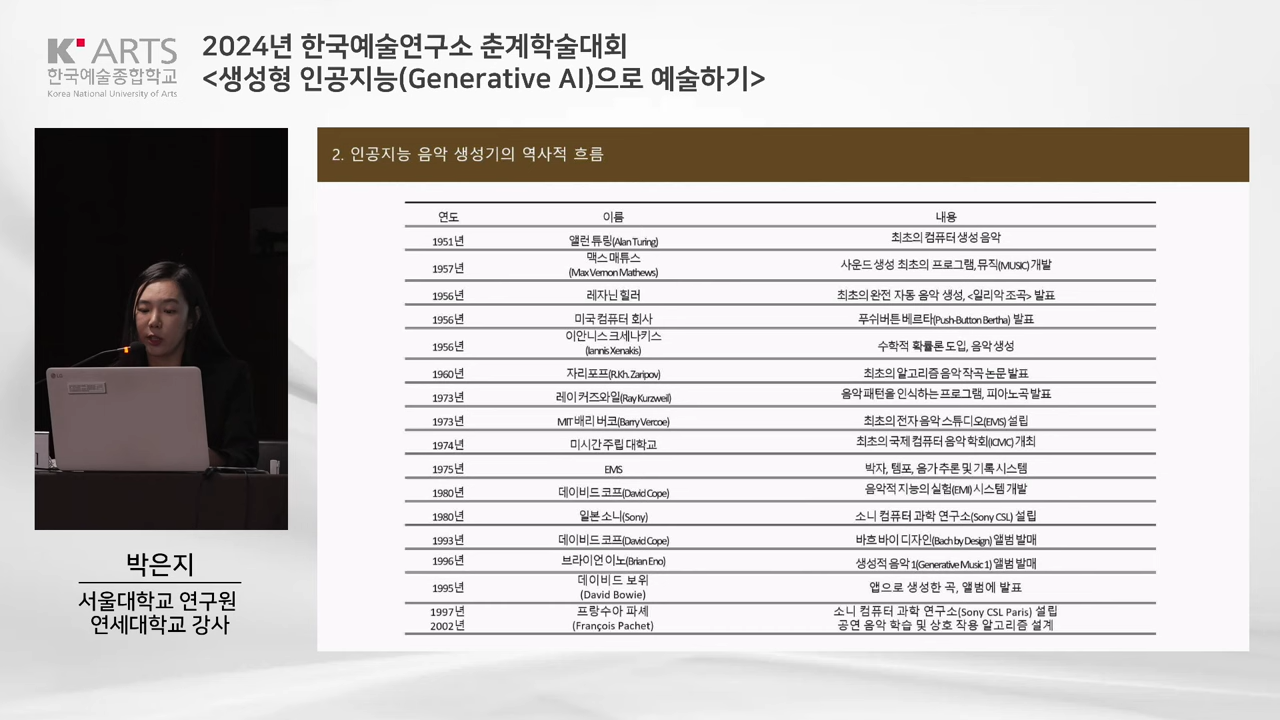 K ARTS
한국예술종합학교
Korea National University of Arts
2024년 한국예술연구소 춘계학술대회
<생성형 인공지능(Generative AI)으로 예술하기>
2. 인공지능 음악 생성기의 역사적 흐름
연도 이름 내용
1951년 앨런 튜링(Alan Turing) 최초의 컴퓨터 생성 음악
1957년 맥스 매튜스 (Max Vernon Mathews) 사운드 생성 최초의 프로그램, 뮤직(MUSIC) 개발
1956년 레자닌 힐러 최초의 완전 자동 음악 생성, <일리악 조곡> 발표
1956년 미국 컴퓨터 회사 푸쉬버튼 베르타(Push-Button Bertha) 발표
1956년 이안니스 크세나키스 (Iannis Xenakis) 수학적 확률론 도입, 음악 생성
1960년 자리포프(R.Kh. Zaripov) 최초의 알고리즘 음악 작곡 논문 발표
1973년 레이 커즈와일(Ray Kurzweil) 음악 패턴을 인식하는 프로그램, 피아노곡 발표
1973년 MIT 배리 버코(Barry Vercoe) 최초의 전자 음악 스튜디오(EMS) 설립
1974년 미시간 주립 대학교 최초의 국제 컴퓨터 음악 학회(ICMC) 개최
1975년 EMS 박자, 템포, 음가 추론 및 기록 시스템
1980년 데이비드 코프(David Cope) 음악적 지능의 실험(EMI) 시스템 개발
1980년 일본 소니(Sony) 소니 컴퓨터 과학 연구소(Sony CSL) 설립
1993년 데이비드 코프(David Cope) 바흐 바이 디자인(Bach by Design) 앨범 발매
1996년 브라이언 이노(Brian Eno) 생성적 음악 1(Generative Music 1) 앨범 발매
1995년 데이비드 보위 (David Bowie) 앱으로 생성한 곡, 앨범에 발표
1997년 프랑수아 파셰 소니 컴퓨터 과학 연구소(Sony CSL Paris) 설립
2002년 (François Pachet) 공연 음악 학습 및 상호 작용 알고리즘 설계
박은지
서울대학교 연구원
연세대학교 강사